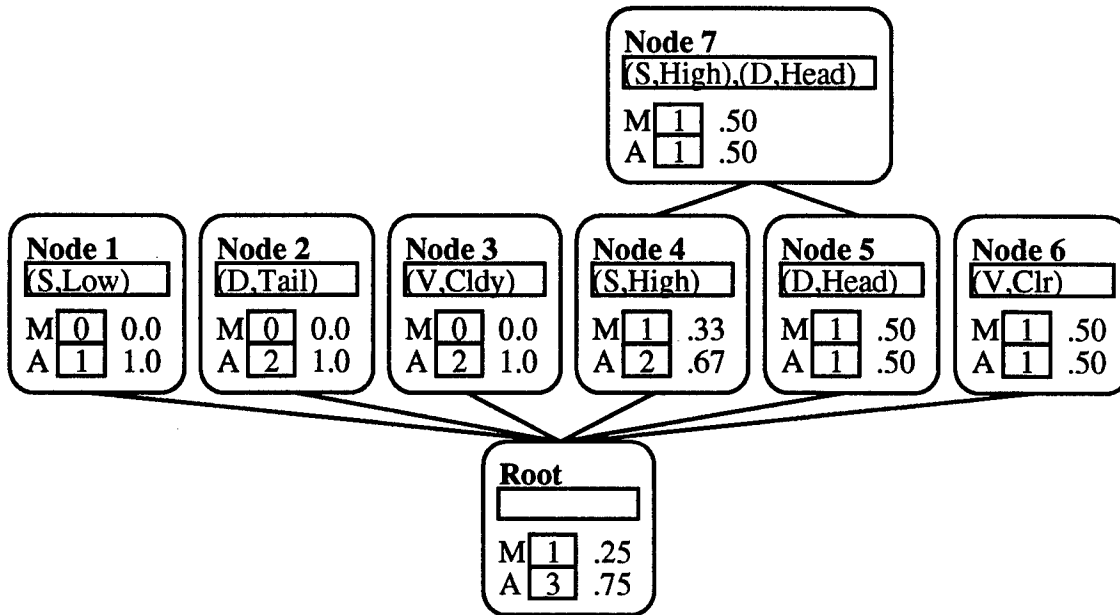 Node 7
(S,High),(D,Head)
M 1 .50
A 1 .50
Node 1
(S,Low)
M 0 0.0
A 1 1.0
Node 2
(D,Tail)
M 0 0.0
A 2 1.0
Node 3
(V,Cldy)
M 0 0.0
A 2 1.0
Node 4
(S,High)
M 1 .33
A 2 .67
Node 5
(D,Head)
M 1 .50
A 1 .50
Node 6
(V,Clr)
M 1 .50
A 1 .50
Root
M 1 .25
A 3 .75